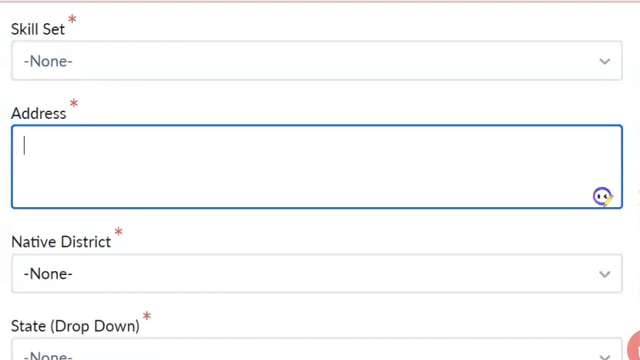 Skill Set *
-None-
Address *
Native District *
-None-
State (Drop Down) *
-None-